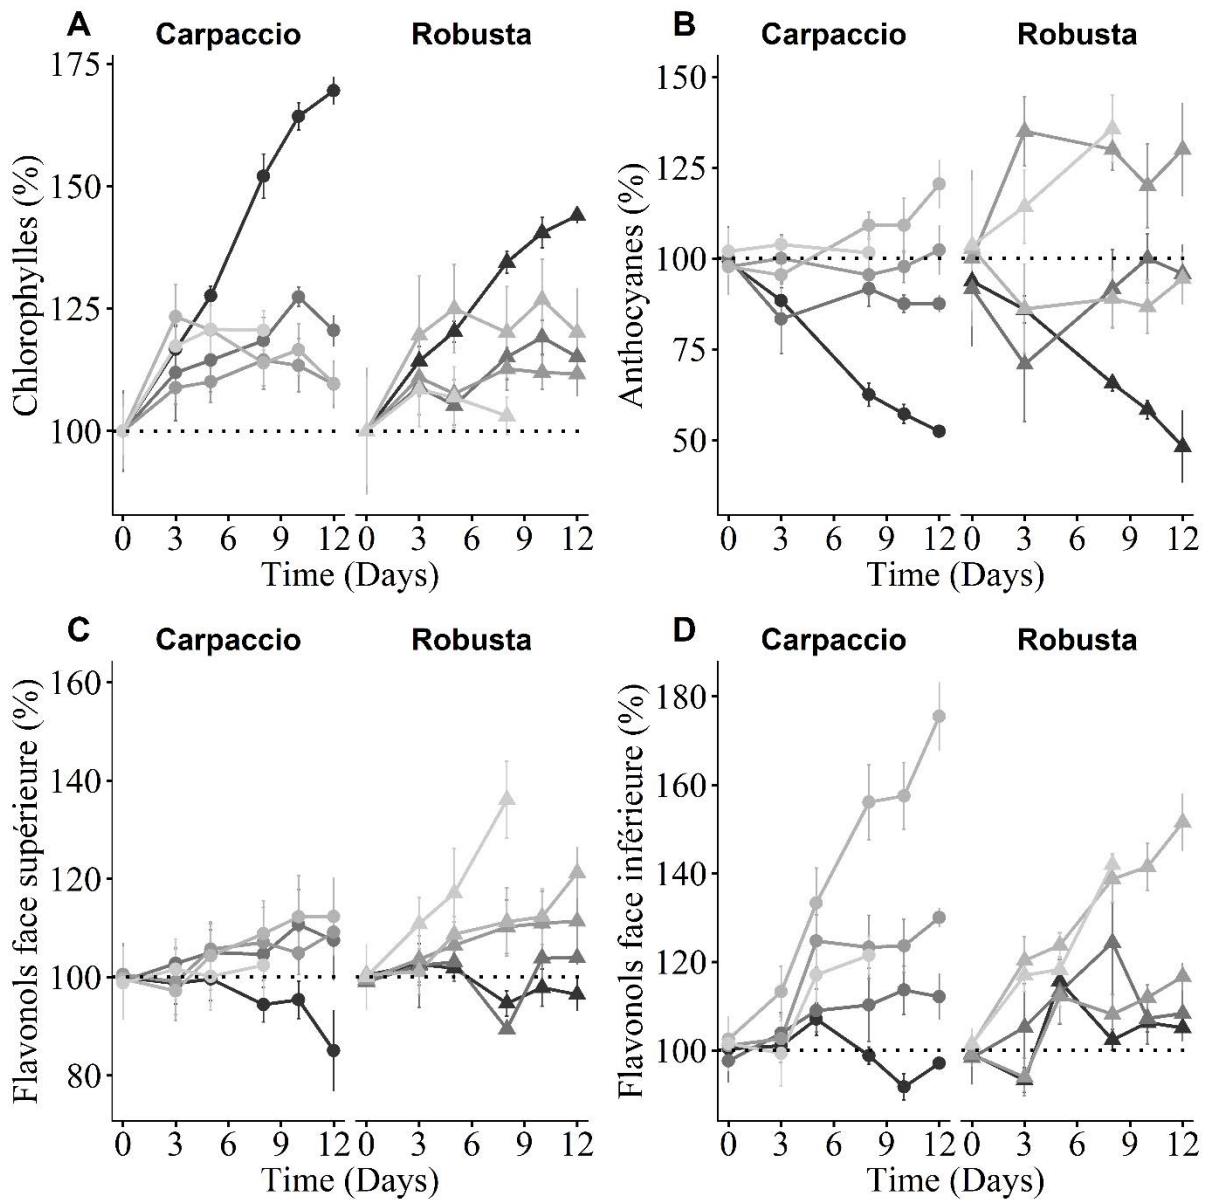 A
Carpaccio Robusta
Chlorophylles (%)
175
150
125
100
0 3 6 9 12 0 3 6 9 12
Time (Days)
B
Carpaccio Robusta
Anthocyanes (%)
150
125
100
75
50
0 3 6 9 12 0 3 6 9 12
Time (Days)
C
Carpaccio Robusta
Flavonols face supérieure (%)
160
140
120
100
80
0 3 6 9 12 0 3 6 9 12
Time (Days)
D
Carpaccio Robusta
Flavonols face inférieure (%)
180
160
140
120
100
0 3 6 9 12 0 3 6 9 12
Time (Days)